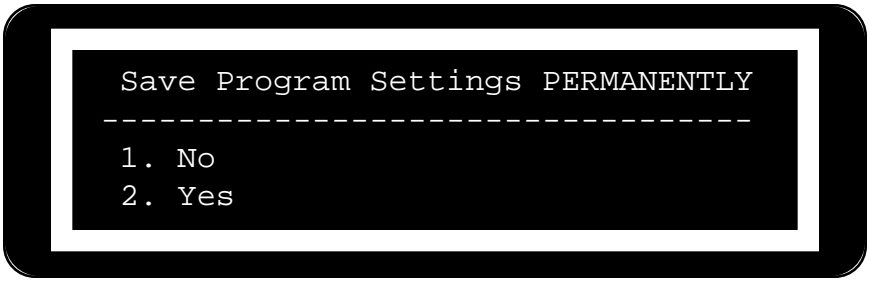 Save Program Settings PERMANENTLY
----------------------------------
1. No
2. Yes